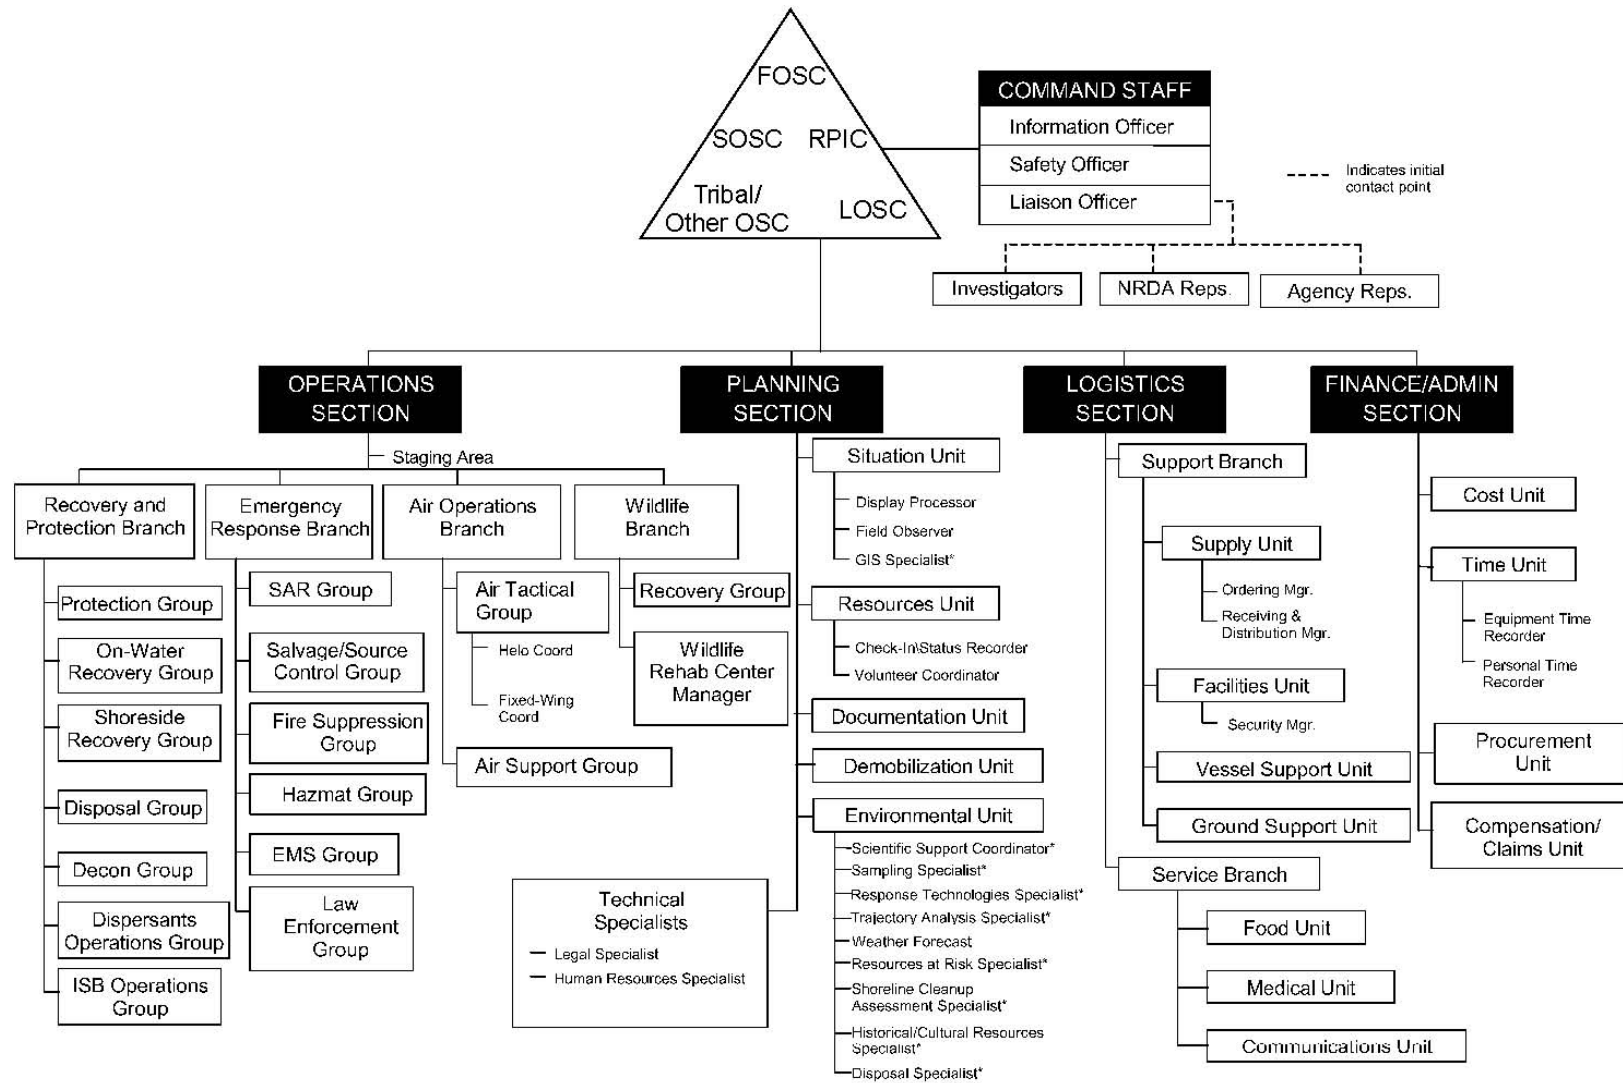 FOSC
SOSC
RPIC
Tribal/
Other OSC
LOSC
COMMAND STAFF
Information Officer
Safety Officer
Liaison Officer
Indicates initial
contact point
Investigators
NRDA Reps.
Agency Reps.
OPERATIONS
SECTION
Staging Area
Recovery and
Protection Branch
Protection Group
On-Water
Recovery Group
Shoreside
Recovery Group
Disposal Group
Decon Group
Dispersants
Operations Group
ISB Operations
Group
Emergency
Response Branch
SAR Group
Salvage/Source
Control Group
Fire Suppression
Group
Hazmat Group
EMS Group
Law
Enforcement
Group
Air Operations
Branch
Air Tactical
Group
Helo Coord
Fixed-Wing
Coord
Air Support Group
Wildlife
Branch
Recovery Group
Wildlife
Rehab Center
Manager
PLANNING
SECTION
Situation Unit
Display Processor
Field Observer
GIS Specialist*
Resources Unit
Check-In\Status Recorder
Volunteer Coordinator
Documentation Unit
Demobilization Unit
Environmental Unit
Scientific Support Coordinator*
Sampling Specialist*
Response Technologies Specialist*
Trajectory Analysis Specialist*
Weather Forecast
Resources at Risk Specialist*
Shoreline Cleanup
Assessment Specialist*
Historical/Cultural Resources
Specialist*
Disposal Specialist*
Technical
Specialists
Legal Specialist
Human Resources Specialist
LOGISTICS
SECTION
Support Branch
Supply Unit
Ordering Mgr.
Receiving &
Distribution Mgr.
Facilities Unit
Security Mgr.
Vessel Support Unit
Ground Support Unit
Service Branch
Food Unit
Medical Unit
Communications Unit
FINANCE/ADMIN
SECTION
Cost Unit
Time Unit
Equipment Time
Recorder
Personal Time
Recorder
Procurement
Unit
Compensation/
Claims Unit